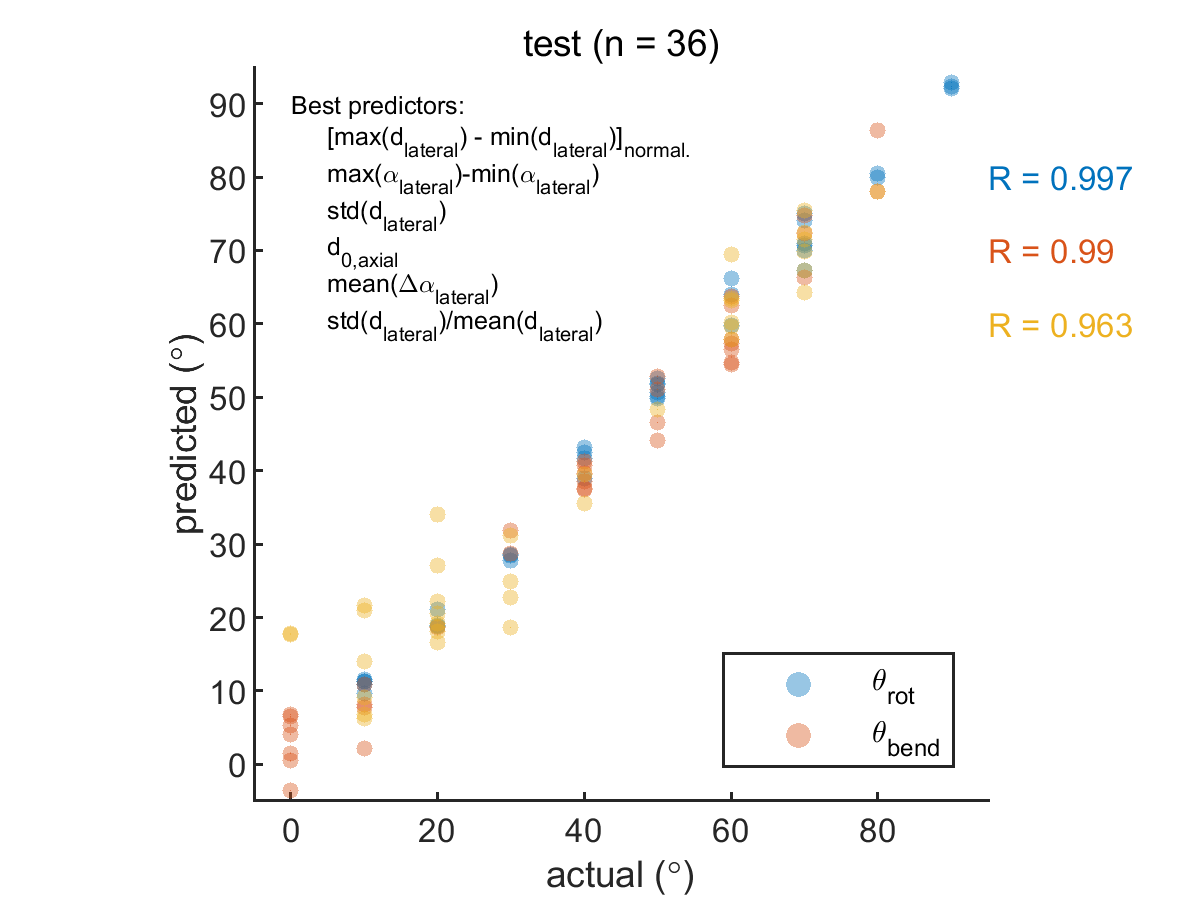 test (n = 36)
Best predictors:
[max(d_lateral) - min(d_lateral)]_normal.
max(α_lateral)-min(α_lateral)
std(d_lateral)
d_0,axial
mean(Δα_lateral)
std(d_lateral)/mean(d_lateral)
R = 0.997
R = 0.99
R = 0.963
predicted (°)
90
80
70
60
50
40
30
20
10
0
θ_rot
θ_bend
0 20 40 60 80
actual (°)